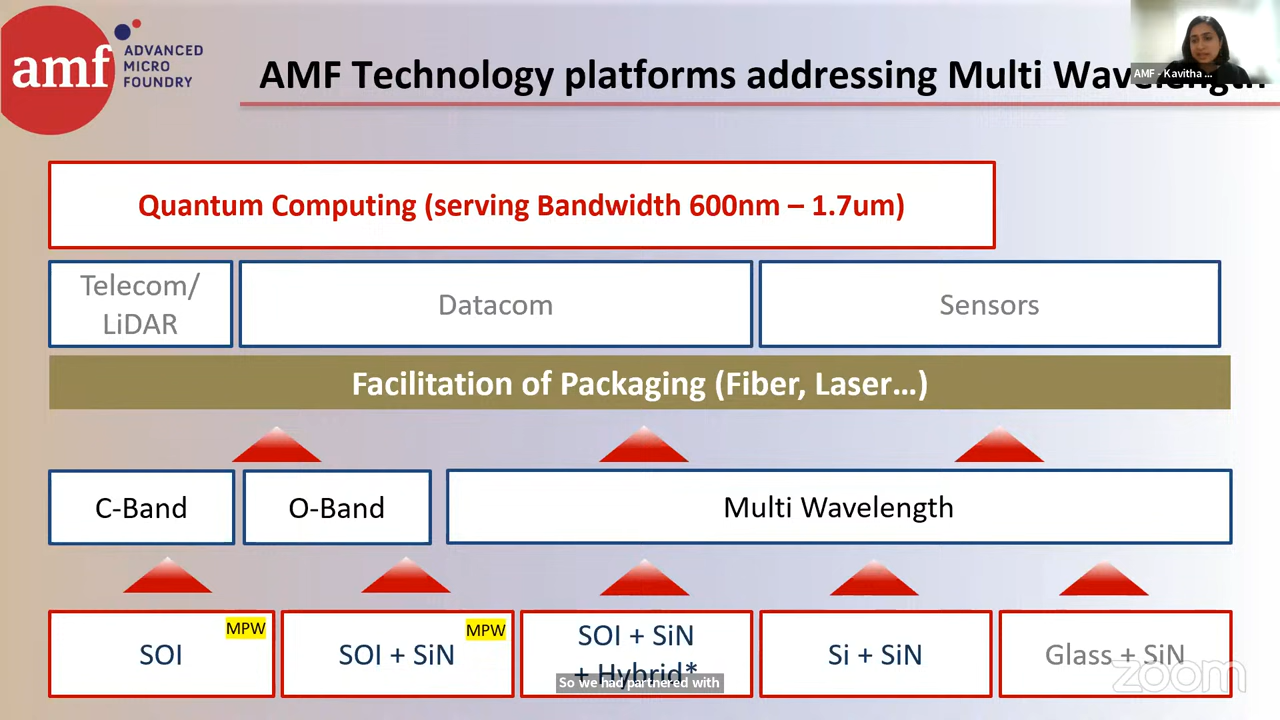 amf
ADVANCED
MICRO
FOUNDRY
AMF Technology platforms addressing Multi Wavelength
AMF - Kavitha ...
Quantum Computing (serving Bandwidth 600nm – 1.7um)
Telecom/
LiDAR
Datacom
Sensors
Facilitation of Packaging (Fiber, Laser…)
C-Band
O-Band
Multi Wavelength
MPW
SOI
MPW
SOI + SiN
SOI + SiN
+ Hybrid*
Si + SiN
Glass + SiN
So we had partnered with
zoom